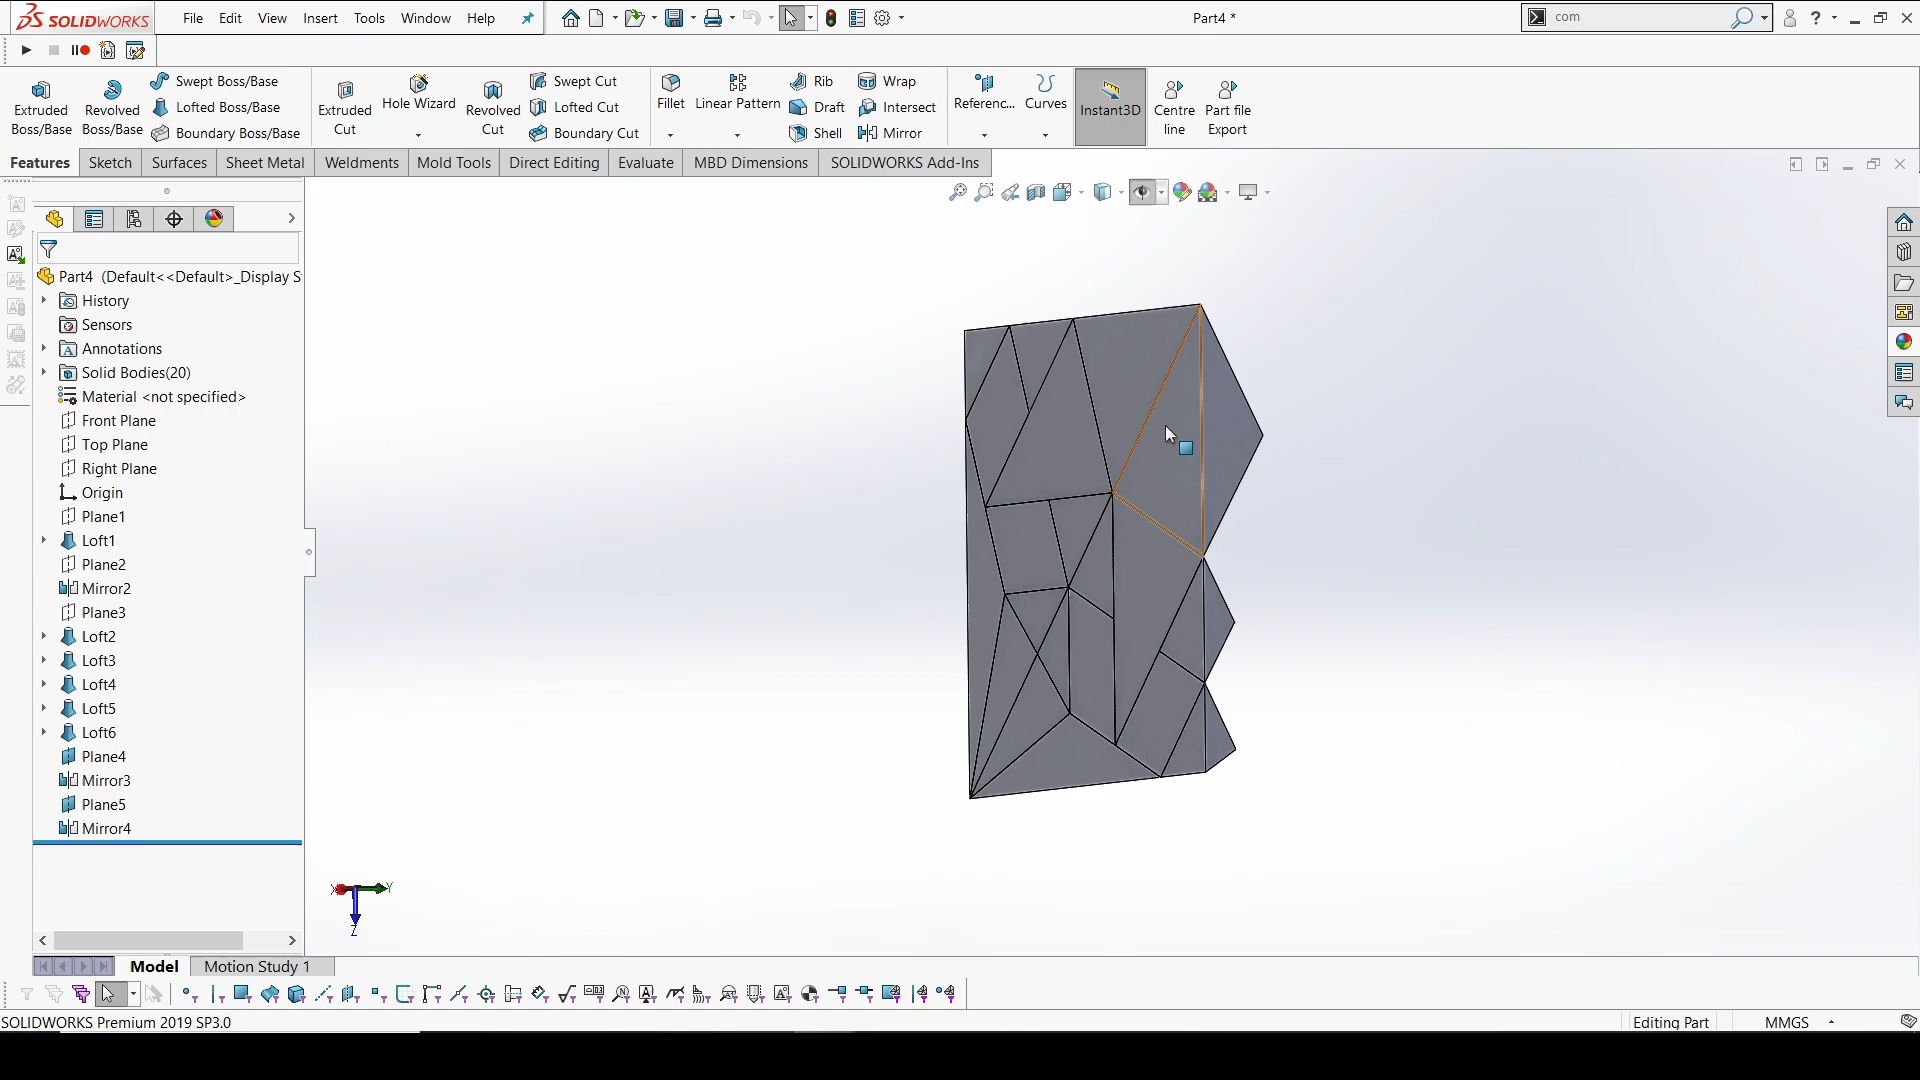 SOLIDWORKS File Edit View Insert Tools Window Help Part4 * com ?
Extruded Boss/Base
Revolved Boss/Base
Swept Boss/Base
Lofted Boss/Base
Boundary Boss/Base
Extruded Cut
Hole Wizard
Revolved Cut
Swept Cut
Lofted Cut
Boundary Cut
Fillet
Linear Pattern
Rib
Draft
Shell
Wrap
Intersect
Mirror
Referenc...
Curves
Instant3D
Centre line
Part file Export
Features Sketch Surfaces Sheet Metal Weldments Mold Tools Direct Editing Evaluate MBD Dimensions SOLIDWORKS Add-Ins
Part4 (Default<<Default>_Display S
History
Sensors
Annotations
Solid Bodies(20)
Material <not specified>
Front Plane
Top Plane
Right Plane
Origin
Plane1
Loft1
Plane2
Mirror2
Plane3
Loft2
Loft3
Loft4
Loft5
Loft6
Plane4
Mirror3
Plane5
Mirror4
X Y
Z
Model Motion Study 1
SOLIDWORKS Premium 2019 SP3.0 Editing Part MMGS